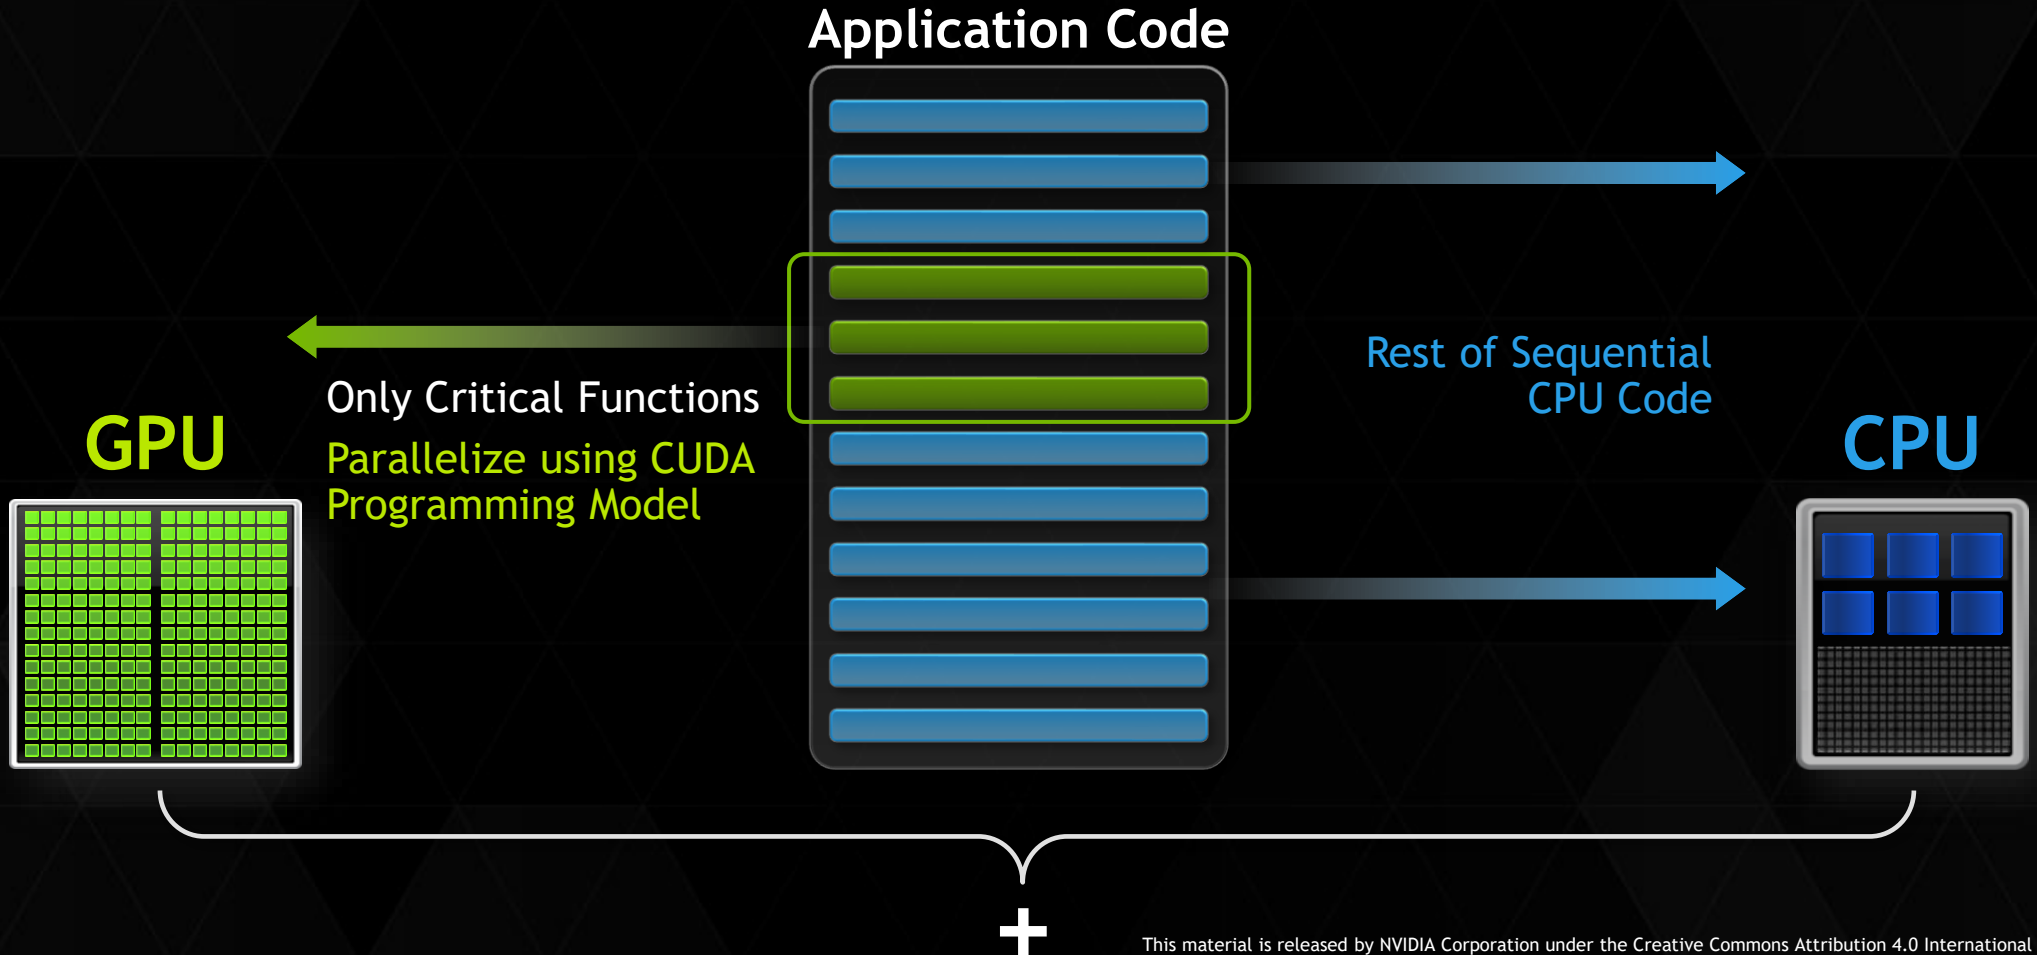 Application Code
Only Critical Functions
Parallelize using CUDA
Programming Model
GPU
Rest of Sequential
CPU Code
CPU
+
This material is released by NVIDIA Corporation under the Creative Commons Attribution 4.0 International